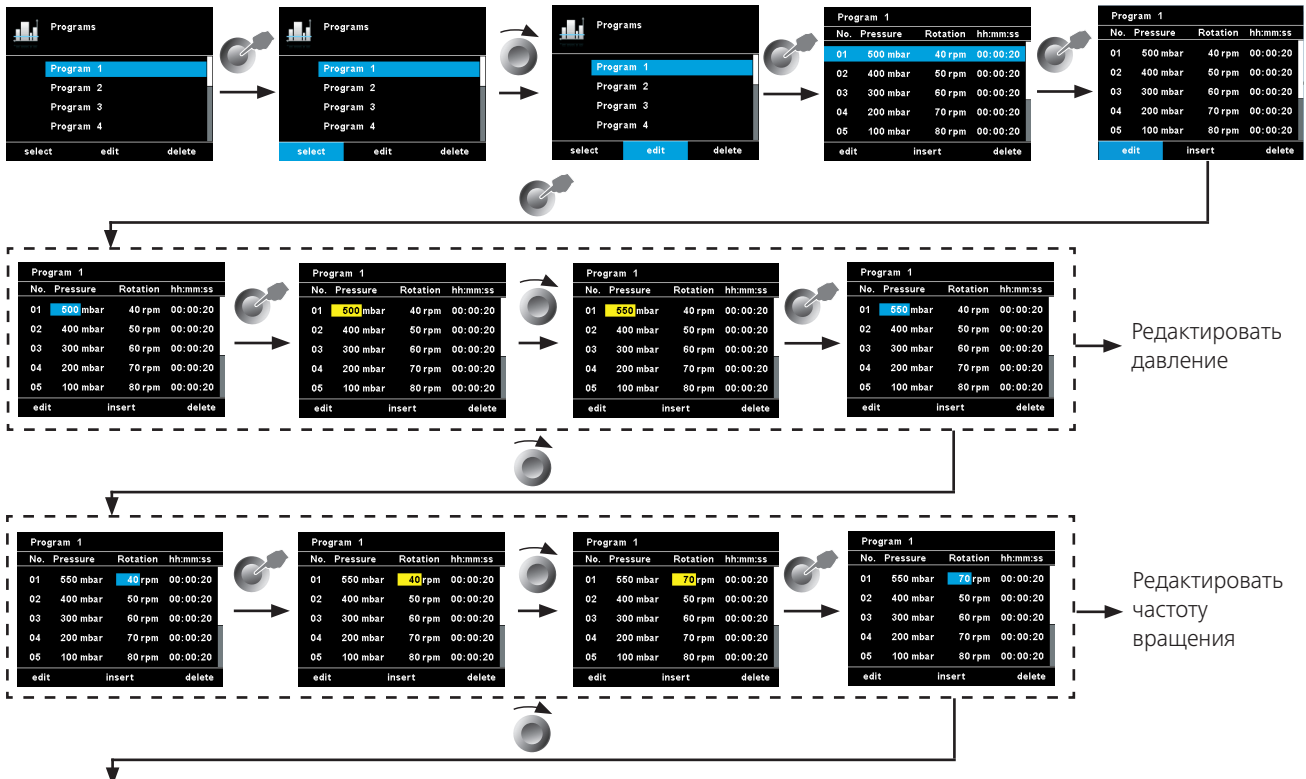 Programs
Program 1
Program 2
Program 3
Program 4
select edit delete
Programs
Program 1
Program 2
Program 3
Program 4
select edit delete
Programs
Program 1
Program 2
Program 3
Program 4
select edit delete
Program 1
No. Pressure Rotation hh:mm:ss
01 500 mbar 40 rpm 00:00:20
02 400 mbar 50 rpm 00:00:20
03 300 mbar 60 rpm 00:00:20
04 200 mbar 70 rpm 00:00:20
05 100 mbar 80 rpm 00:00:20
edit insert delete
Program 1
No. Pressure Rotation hh:mm:ss
01 500 mbar 40 rpm 00:00:20
02 400 mbar 50 rpm 00:00:20
03 300 mbar 60 rpm 00:00:20
04 200 mbar 70 rpm 00:00:20
05 100 mbar 80 rpm 00:00:20
edit insert delete
Program 1
No. Pressure Rotation hh:mm:ss
01 500 mbar 40 rpm 00:00:20
02 400 mbar 50 rpm 00:00:20
03 300 mbar 60 rpm 00:00:20
04 200 mbar 70 rpm 00:00:20
05 100 mbar 80 rpm 00:00:20
edit insert delete
Program 1
No. Pressure Rotation hh:mm:ss
01 500 mbar 40 rpm 00:00:20
02 400 mbar 50 rpm 00:00:20
03 300 mbar 60 rpm 00:00:20
04 200 mbar 70 rpm 00:00:20
05 100 mbar 80 rpm 00:00:20
edit insert delete
Program 1
No. Pressure Rotation hh:mm:ss
01 550 mbar 40 rpm 00:00:20
02 400 mbar 50 rpm 00:00:20
03 300 mbar 60 rpm 00:00:20
04 200 mbar 70 rpm 00:00:20
05 100 mbar 80 rpm 00:00:20
edit insert delete
Program 1
No. Pressure Rotation hh:mm:ss
01 550 mbar 40 rpm 00:00:20
02 400 mbar 50 rpm 00:00:20
03 300 mbar 60 rpm 00:00:20
04 200 mbar 70 rpm 00:00:20
05 100 mbar 80 rpm 00:00:20
edit insert delete
Редактировать
давление
Program 1
No. Pressure Rotation hh:mm:ss
01 550 mbar 40 rpm 00:00:20
02 400 mbar 50 rpm 00:00:20
03 300 mbar 60 rpm 00:00:20
04 200 mbar 70 rpm 00:00:20
05 100 mbar 80 rpm 00:00:20
edit insert delete
Program 1
No. Pressure Rotation hh:mm:ss
01 550 mbar 40 rpm 00:00:20
02 400 mbar 50 rpm 00:00:20
03 300 mbar 60 rpm 00:00:20
04 200 mbar 70 rpm 00:00:20
05 100 mbar 80 rpm 00:00:20
edit insert delete
Program 1
No. Pressure Rotation hh:mm:ss
01 550 mbar 70 rpm 00:00:20
02 400 mbar 50 rpm 00:00:20
03 300 mbar 60 rpm 00:00:20
04 200 mbar 70 rpm 00:00:20
05 100 mbar 80 rpm 00:00:20
edit insert delete
Program 1
No. Pressure Rotation hh:mm:ss
01 550 mbar 70 rpm 00:00:20
02 400 mbar 50 rpm 00:00:20
03 300 mbar 60 rpm 00:00:20
04 200 mbar 70 rpm 00:00:20
05 100 mbar 80 rpm 00:00:20
edit insert delete
Редактировать
частоту
вращения